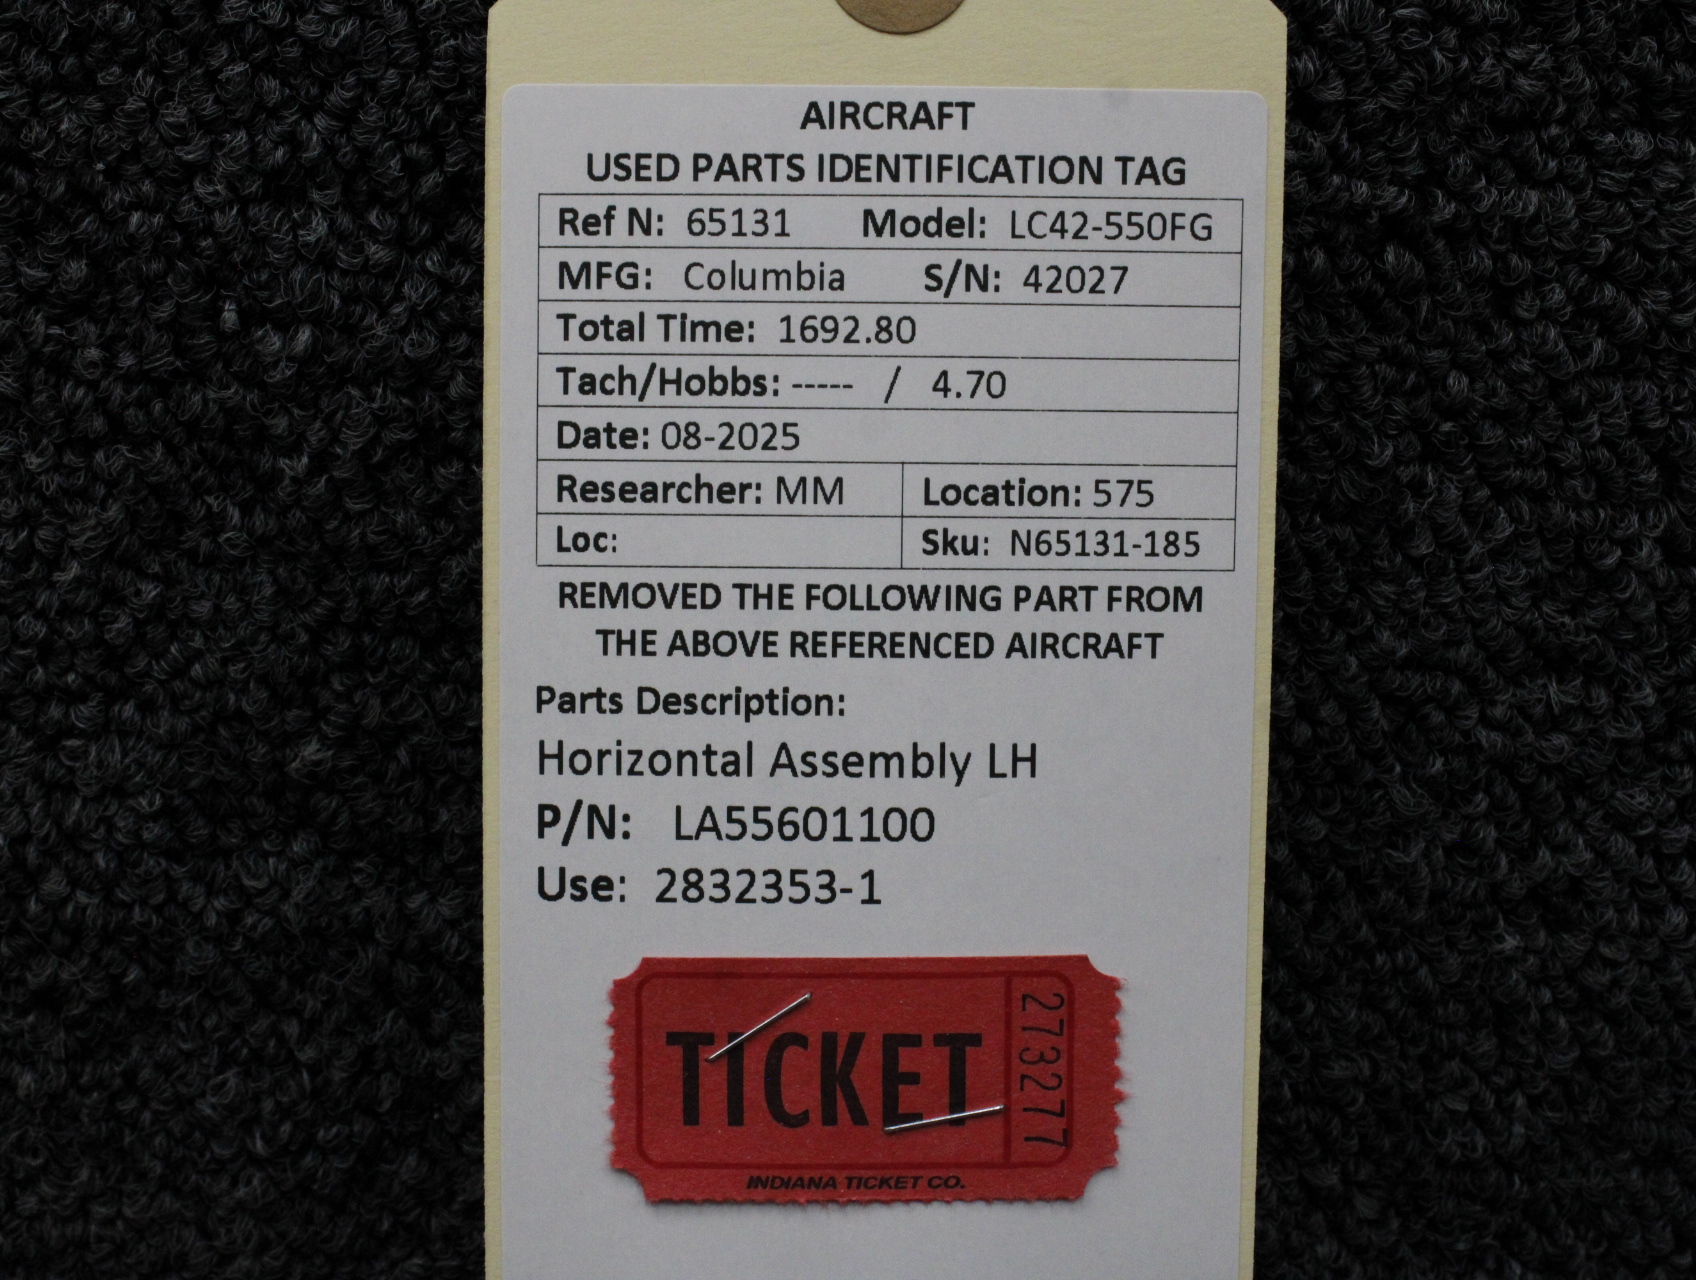 AIRCRAFT
USED PARTS IDENTIFICATION TAG
Ref N: 65131 Model: LC42-550FG
MFG: Columbia S/N: 42027
Total Time: 1692.80
Tach/Hobbs: ----- / 4.70
Date: 08-2025
Researcher: MM Location: 575
Loc: Sku: N65131-185
REMOVED THE FOLLOWING PART FROM
THE ABOVE REFERENCED AIRCRAFT
Parts Description:
Horizontal Assembly LH
P/N: LA55601100
Use: 2832353-1
TICKET
273277
INDIANA TICKET CO.